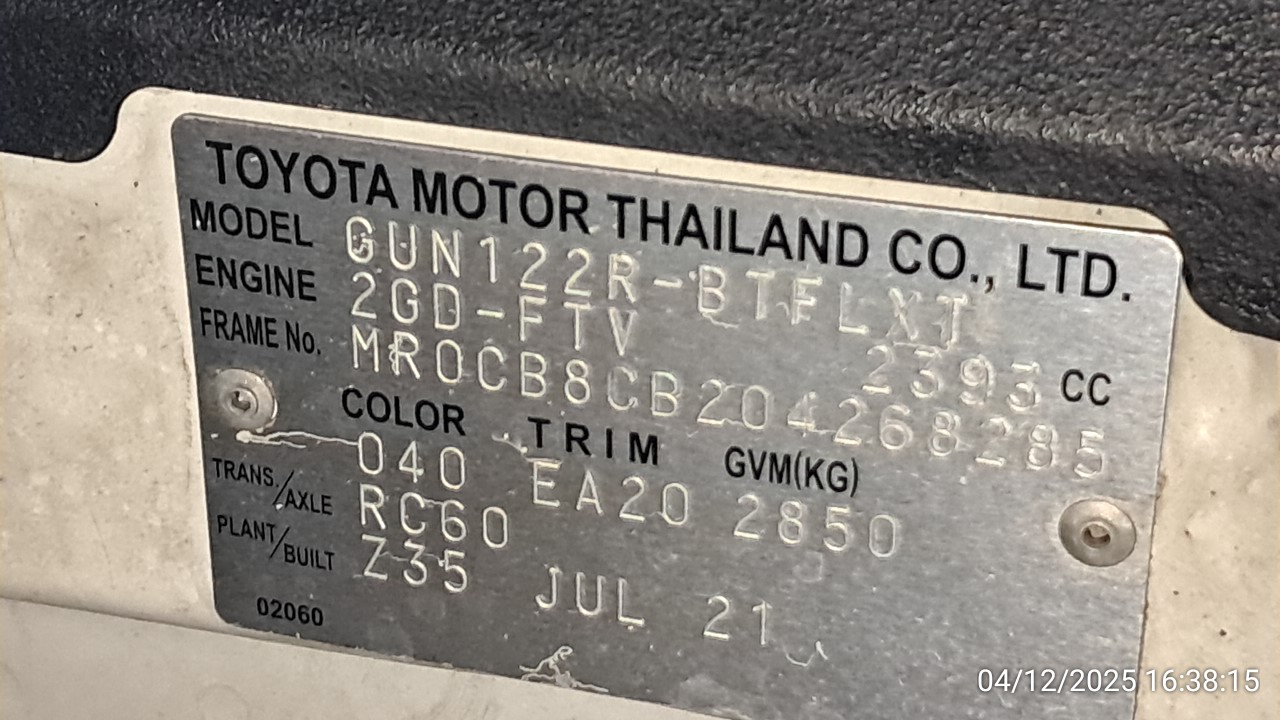 TOYOTA MOTOR THAILAND CO., LTD.
MODEL GUN122R-BTFLXT
ENGINE 2GD-FTV 2393 CC
FRAME No. MR0CB8CB204268285
COLOR TRIM GVM(KG)
040 EA20 2850
TRANS./AXLE RC60
PLANT/BUILT Z35 JUL 21
02060
04/12/2025 16:38:15